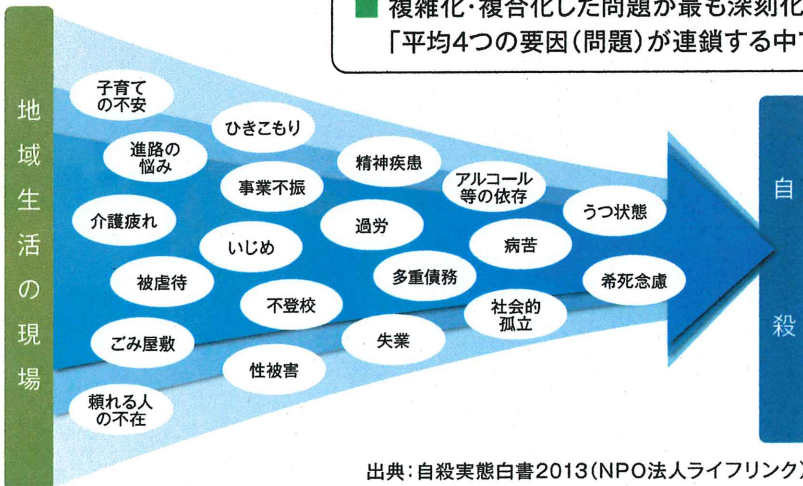 ■ 複雑化・複合化した問題が最も深刻化
「平均4つの要因(問題)が連鎖する中
地域生活の現場
子育て
の不安
ひきこもり
進路の
悩み
精神疾患
事業不振
アルコール
等の依存
うつ状態
介護疲れ
過労
いじめ
病苦
被虐待
多重債務
希死念慮
不登校
社会的
孤立
ごみ屋敷
失業
性被害
頼れる人
の不在
自殺
出典:自殺実態白書2013(NPO法人ライフリンク)